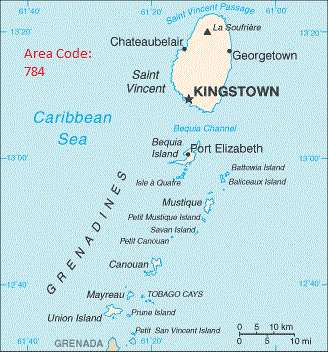 61 20
61 00
Saint Vincent Passage
13 20
La Soufrière
Chateaubelair
Georgetown
Area Code:
784
Saint
Vincent
KINGSTOWN
Caribbean
Sea
Bequia Channel
Bequia
Island
Port Elizabeth
13 00
13 00
Battowia Island
Isle à Quatre
Baliceaux Island
Mustique
GRENADINES
Petit Mustique Island
Savan Island
Petit Canouan
Canouan
12 40
12 40
Mayreau
TOBAGO CAYS
Union Island
Prune Island
Petit San Vincent Island
0 5 10 km
0 5 10 mi
GRENADA
61 20
61 00